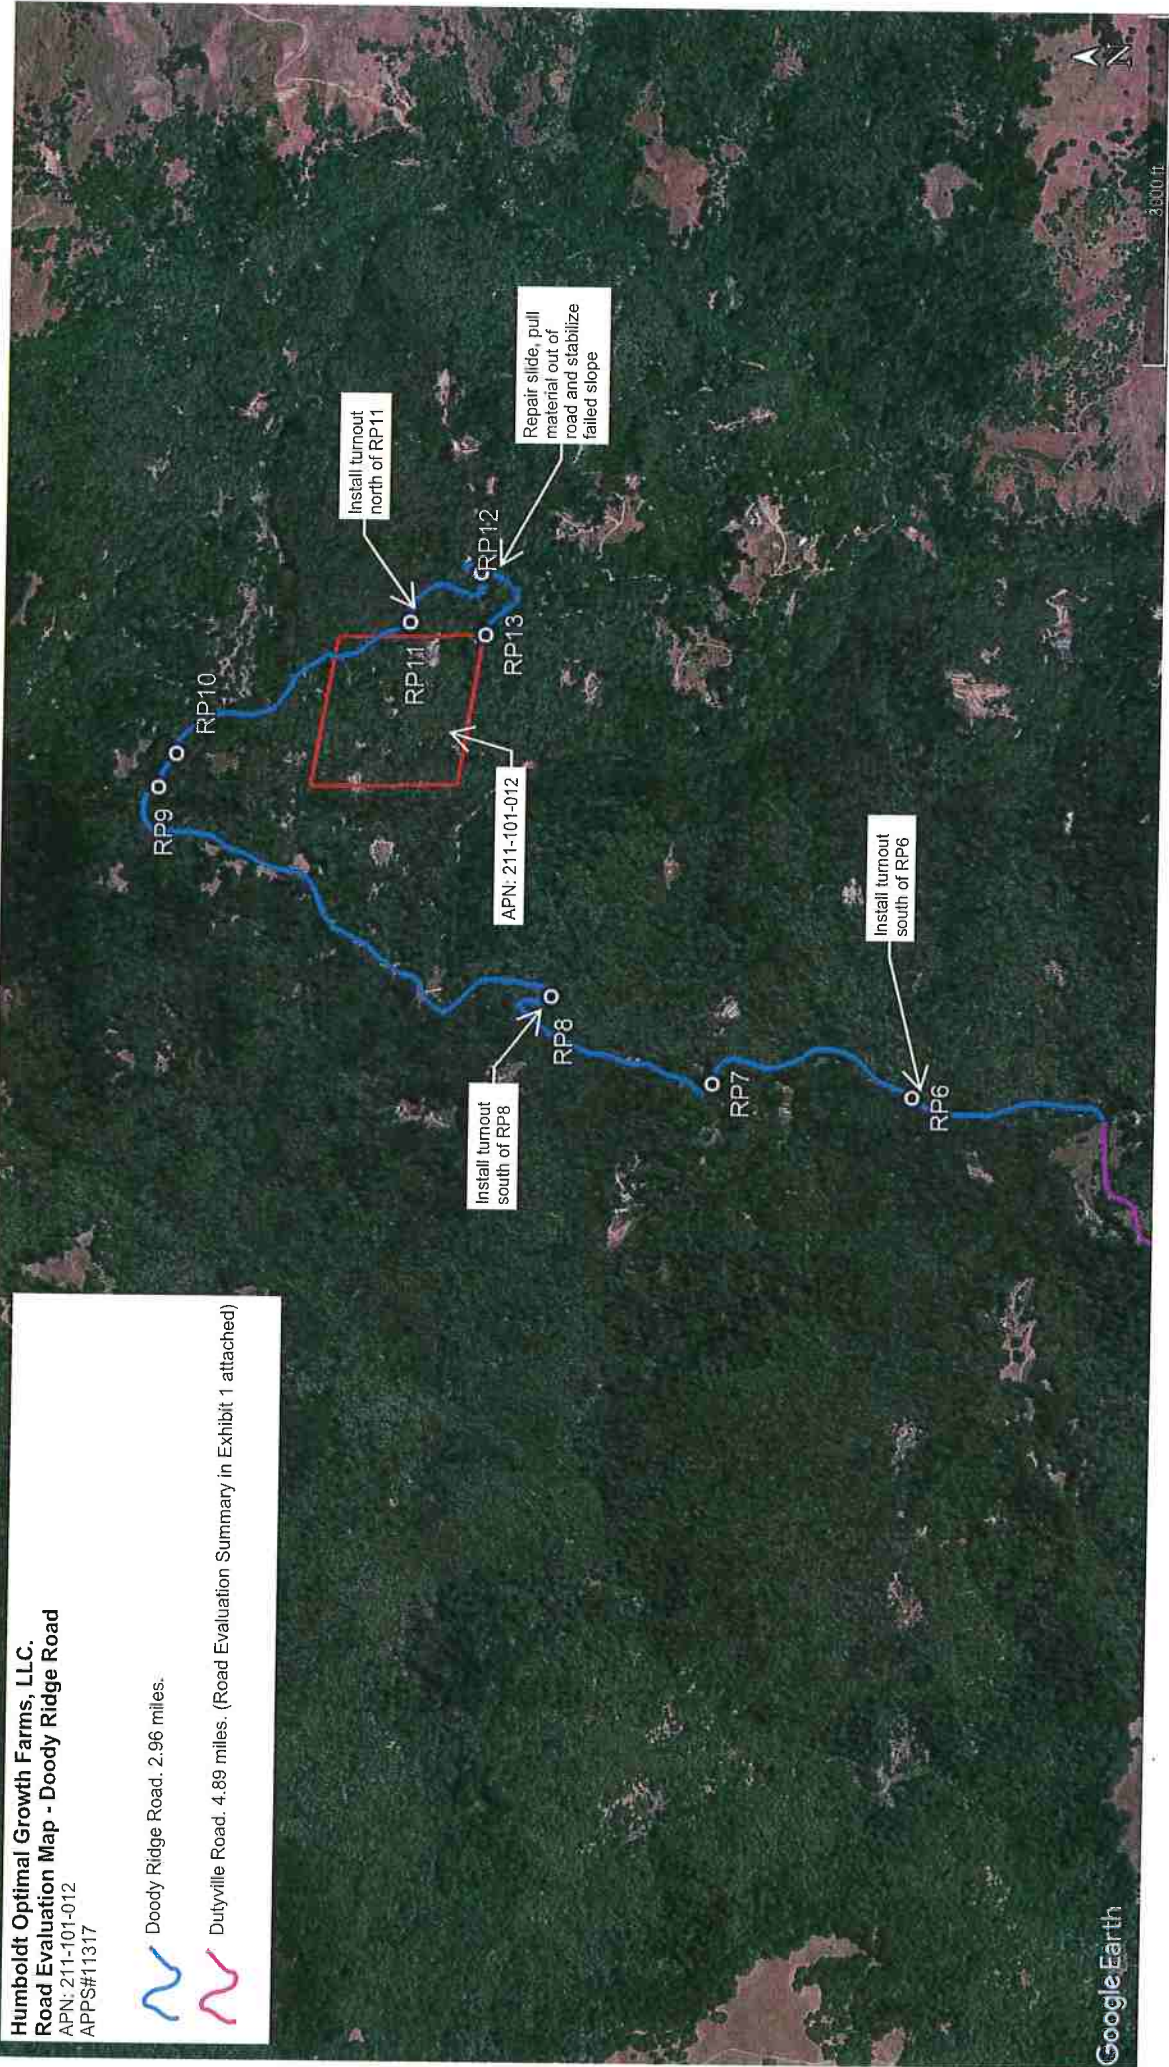 Humboldt Optimal Growth Farms, LLC.
Road Evaluation Map - Doody Ridge Road
APN: 211-101-012
APPS#11317
Doody Ridge Road. 2.96 miles.
Dutyville Road. 4.89 miles. (Road Evaluation Summary in Exhibit 1 attached)
RP9
RP10
Install turnout
north of RP11
RP11
RP12
Repair slide, pull
material out of
road and stabilize
failed slope
RP13
APN: 211-101-012
Install turnout
south of RP8
RP8
RP7
Install turnout
south of RP6
RP6
Google Earth
N
3000 ft